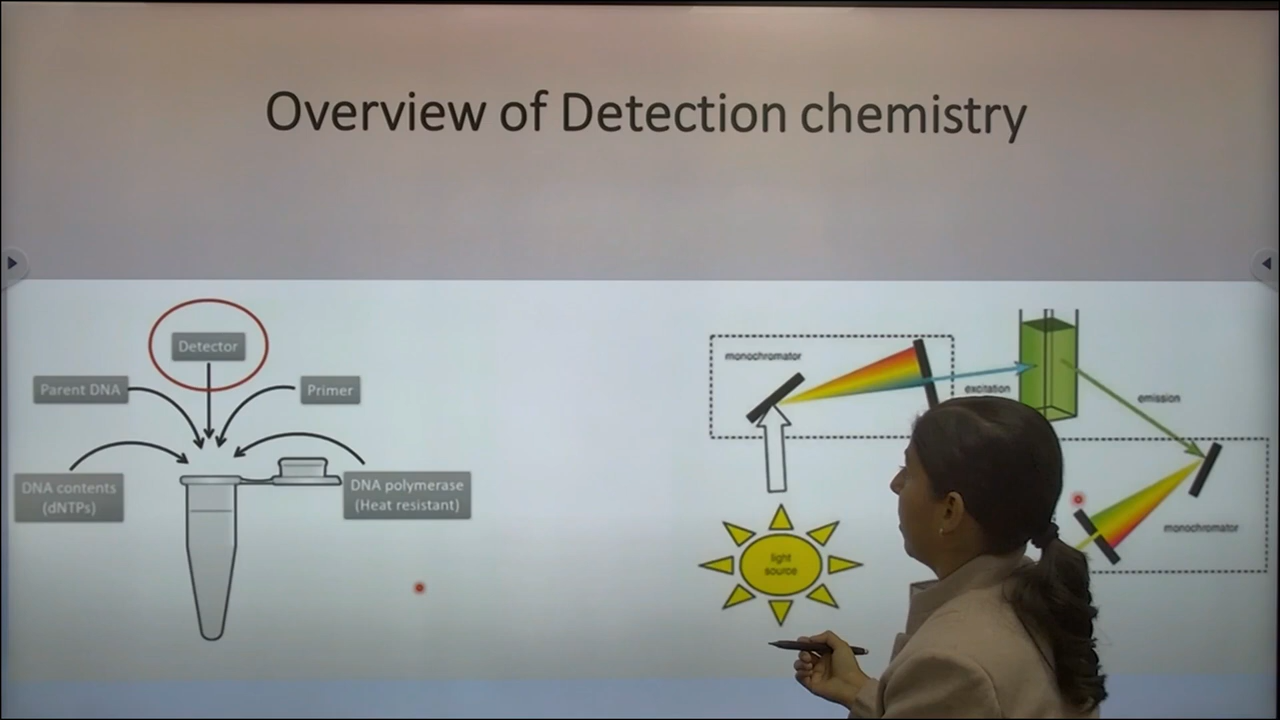 Overview of Detection chemistry
Detector
Parent DNA
Primer
DNA contents
(dNTPs)
DNA polymerase
(Heat resistant)
monochromator
excitation
emission
monochromator
light
source